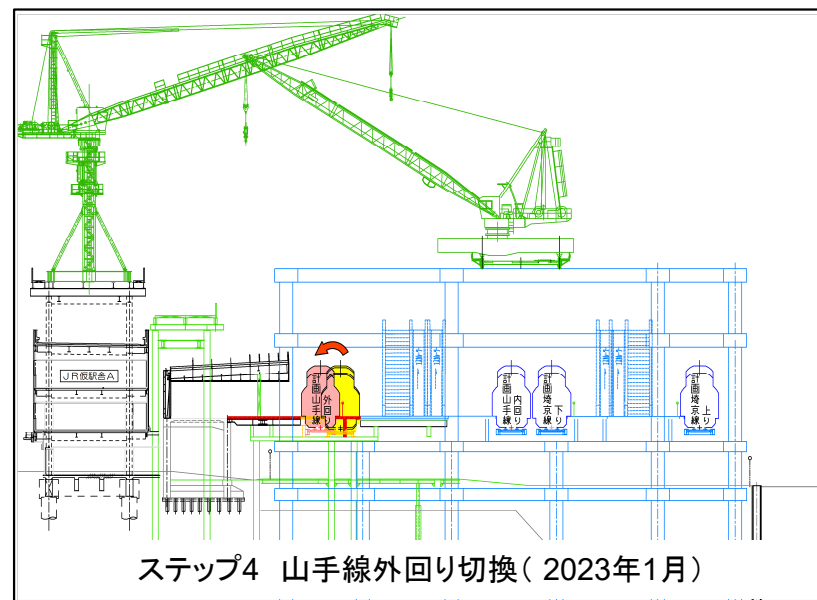 JR仮駅舎A
計画山手線
外回り
計画山手線
内回り
計画埼京線
下り
計画埼京線
上り
ステップ4 山手線外回り切換( 2023年1月)